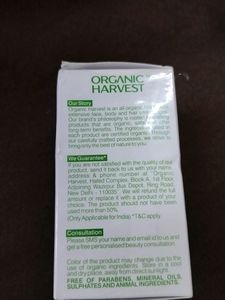 ORGANIC
HARVEST
Our Story
Organic harvest is an all organic
extensive face, body and hair
Our brand's philosophy is
products that are organic,
long-term benefits. The ingredients used in
each product are certified organic. Through
our carefully crafted processes, we strive to
bring only the best of nature to you.
We Guarantee*
If you are not satisfied with the quality of our
product, send it back to us with your name,
address & phone number at "Organic
Harvest, Hafed Complex, Block A, 1st Floor
Adjoining Wazirpur Bus Depot, Ring Road
New Delhi - 110035" We will refund the full
amount or replace it with a product of your
choice. The product should not have been
used more than 50%.
(Only Applicable for India) *T&C apply.
Consultation
Please SMS your name and email id to us and
get a free personalised beauty consultation.
Color of the product may change due to the
use of organic ingredients. Store in a cool
and dry place, away from direct sunlight.
FREE OF PARABENS, MINERAL OILS,
SULPHATES AND ANIMAL INGREDIENTS.